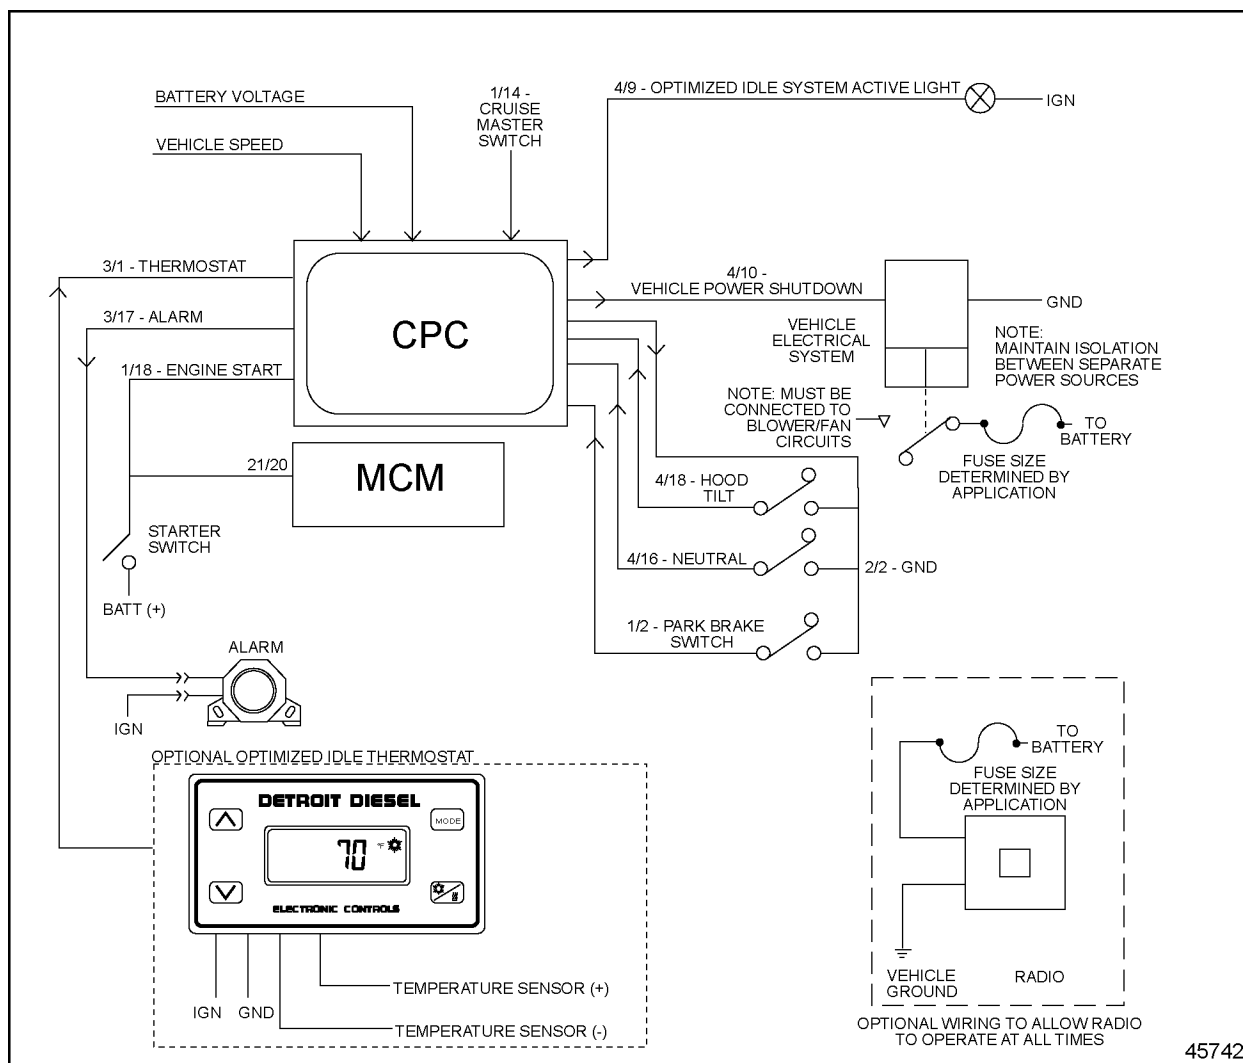 BATTERY VOLTAGE
VEHICLE SPEED
1/14 -
CRUISE
MASTER
SWITCH
4/9 - OPTIMIZED IDLE SYSTEM ACTIVE LIGHT
IGN
3/1 - THERMOSTAT
3/17 - ALARM
1/18 - ENGINE START
CPC
4/10 -
VEHICLE POWER SHUTDOWN
GND
VEHICLE
ELECTRICAL
SYSTEM
NOTE:
MAINTAIN ISOLATION
BETWEEN SEPARATE
POWER SOURCES
NOTE: MUST BE
CONNECTED TO
BLOWER/FAN
CIRCUITS
TO
BATTERY
FUSE SIZE
DETERMINED BY
APPLICATION
21/20
MCM
4/18 - HOOD
TILT
4/16 - NEUTRAL
2/2 - GND
1/2 - PARK BRAKE
SWITCH
STARTER
SWITCH
BATT (+)
ALARM
IGN
OPTIONAL OPTIMIZED IDLE THERMOSTAT
DETROIT DIESEL
MODE
70 °F
ELECTRONIC CONTROLS
IGN
GND
TEMPERATURE SENSOR (+)
TEMPERATURE SENSOR (-)
TO
BATTERY
FUSE SIZE
DETERMINED BY
APPLICATION
VEHICLE
GROUND
RADIO
OPTIONAL WIRING TO ALLOW RADIO
TO OPERATE AT ALL TIMES
45742